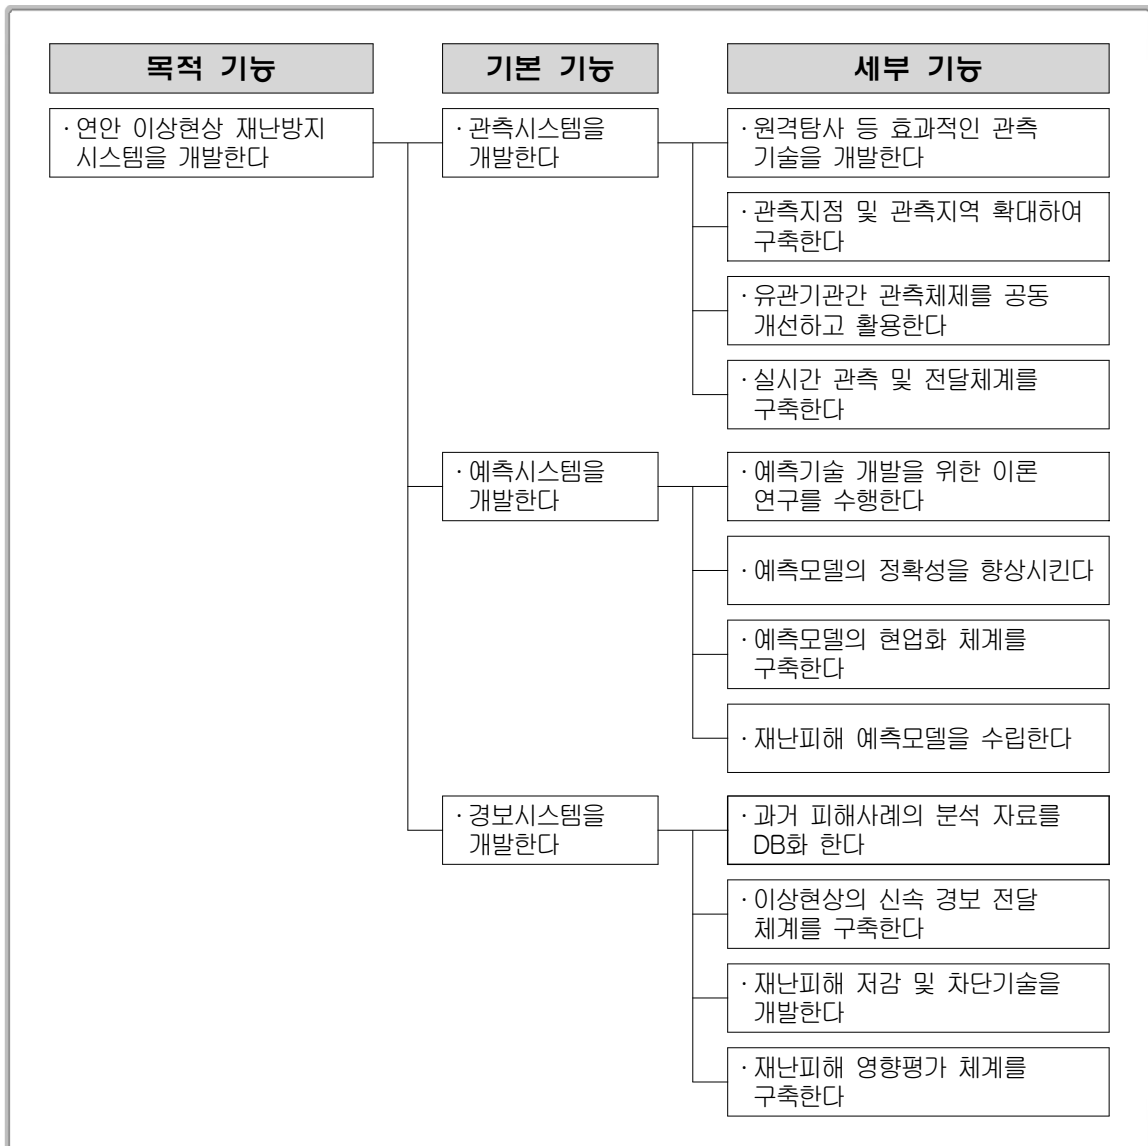 목적 기능
기본 기능
세부 기능
· 연안 이상현상 재난방지
시스템을 개발한다
· 관측시스템을
개발한다
· 원격탐사 등 효과적인 관측
기술을 개발한다
· 관측지점 및 관측지역 확대하여
구축한다
· 유관기관간 관측체제를 공동
개선하고 활용한다
· 실시간 관측 및 전달체계를
구축한다
· 예측시스템을
개발한다
· 예측기술 개발을 위한 이론
연구를 수행한다
· 예측모델의 정확성을 향상시킨다
· 예측모델의 현업화 체계를
구축한다
· 재난피해 예측모델을 수립한다
· 경보시스템을
개발한다
· 과거 피해사례의 분석 자료를
DB화 한다
· 이상현상의 신속 경보 전달
체계를 구축한다
· 재난피해 저감 및 차단기술을
개발한다
· 재난피해 영향평가 체계를
구축한다